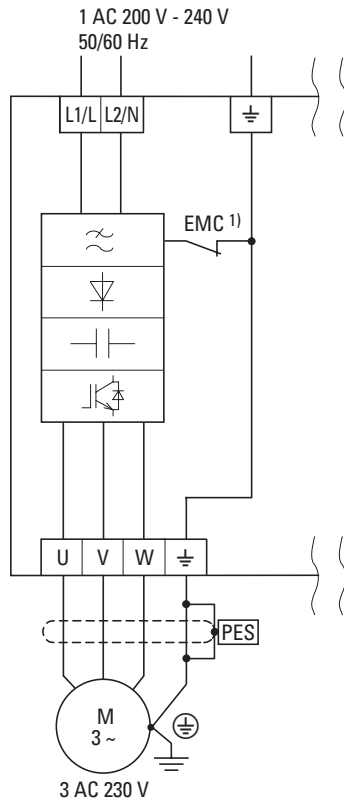 1 AC 200 V - 240 V
50/60 Hz
L1/L L2/N
EMC 1)
U V W
PES
M
3 ~
3 AC 230 V